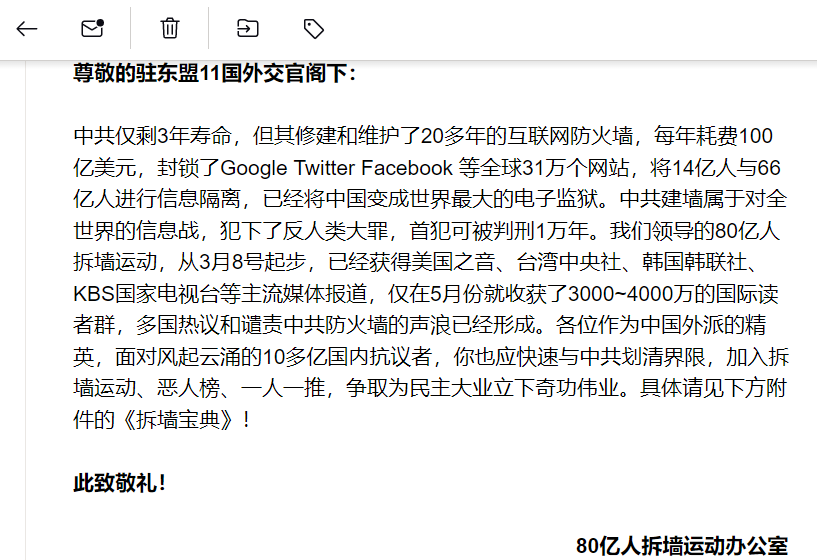 尊敬的驻东盟11国外交官阁下：
中共仅剩3年寿命，但其修建和维护了20多年的互联网防火墙，每年耗费100
亿美元，封锁了Google Twitter Facebook 等全球31万个网站，将14亿人与66
亿人进行信息隔离，已经将中国变成世界最大的电子监狱。中共建墙属于对全
世界的信息战，犯下了反人类大罪，首犯可被判刑1万年。我们领导的80亿人
拆墙运动，从3月8号起步，已经获得美国之音、台湾中央社、韩国韩联社、
KBS国家电视台等主流媒体报道，仅在5月份就收获了3000~4000万的国际读
者群，多国热议和谴责中共防火墙的声浪已经形成。各位作为中国外派的精
英，面对风起云涌的10多亿国内抗议者，你也应快速与中共划清界限，加入拆
墙运动、恶人榜、一人一推，争取为民主大业立下奇功伟业。具体请见下方附
件的《拆墙宝典》！
此致敬礼！
80亿人拆墙运动办公室